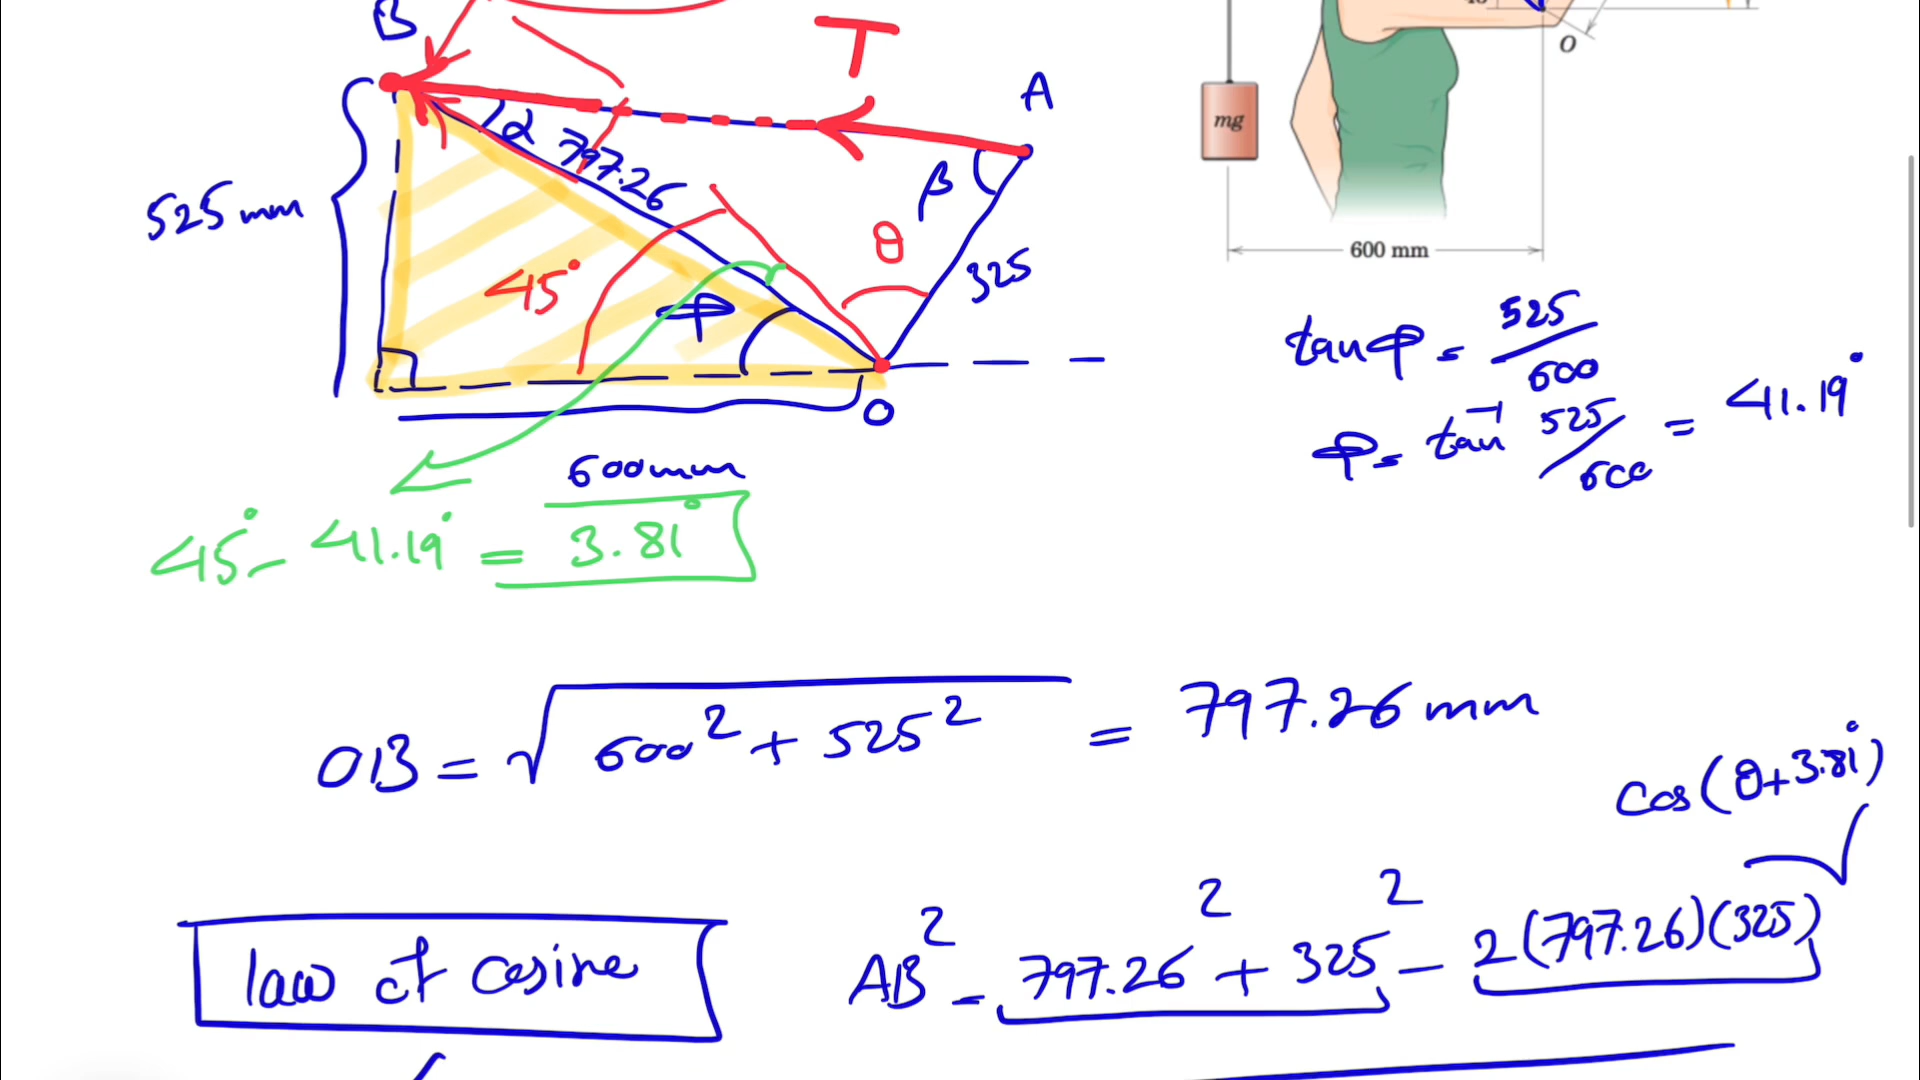 B
T
A
O
mg
α
797.26
β
525 mm
θ
600 mm
45°
325
φ
tan φ = 525/600
O
φ = tan⁻¹ 525/600 = 41.19°
600mm
45° - 41.19° = 3.81°
OB = √600² + 525² = 797.26 mm
cos(θ+3.81°)
law of cosine
AB² = 797.26² + 325² - 2(797.26)(325)